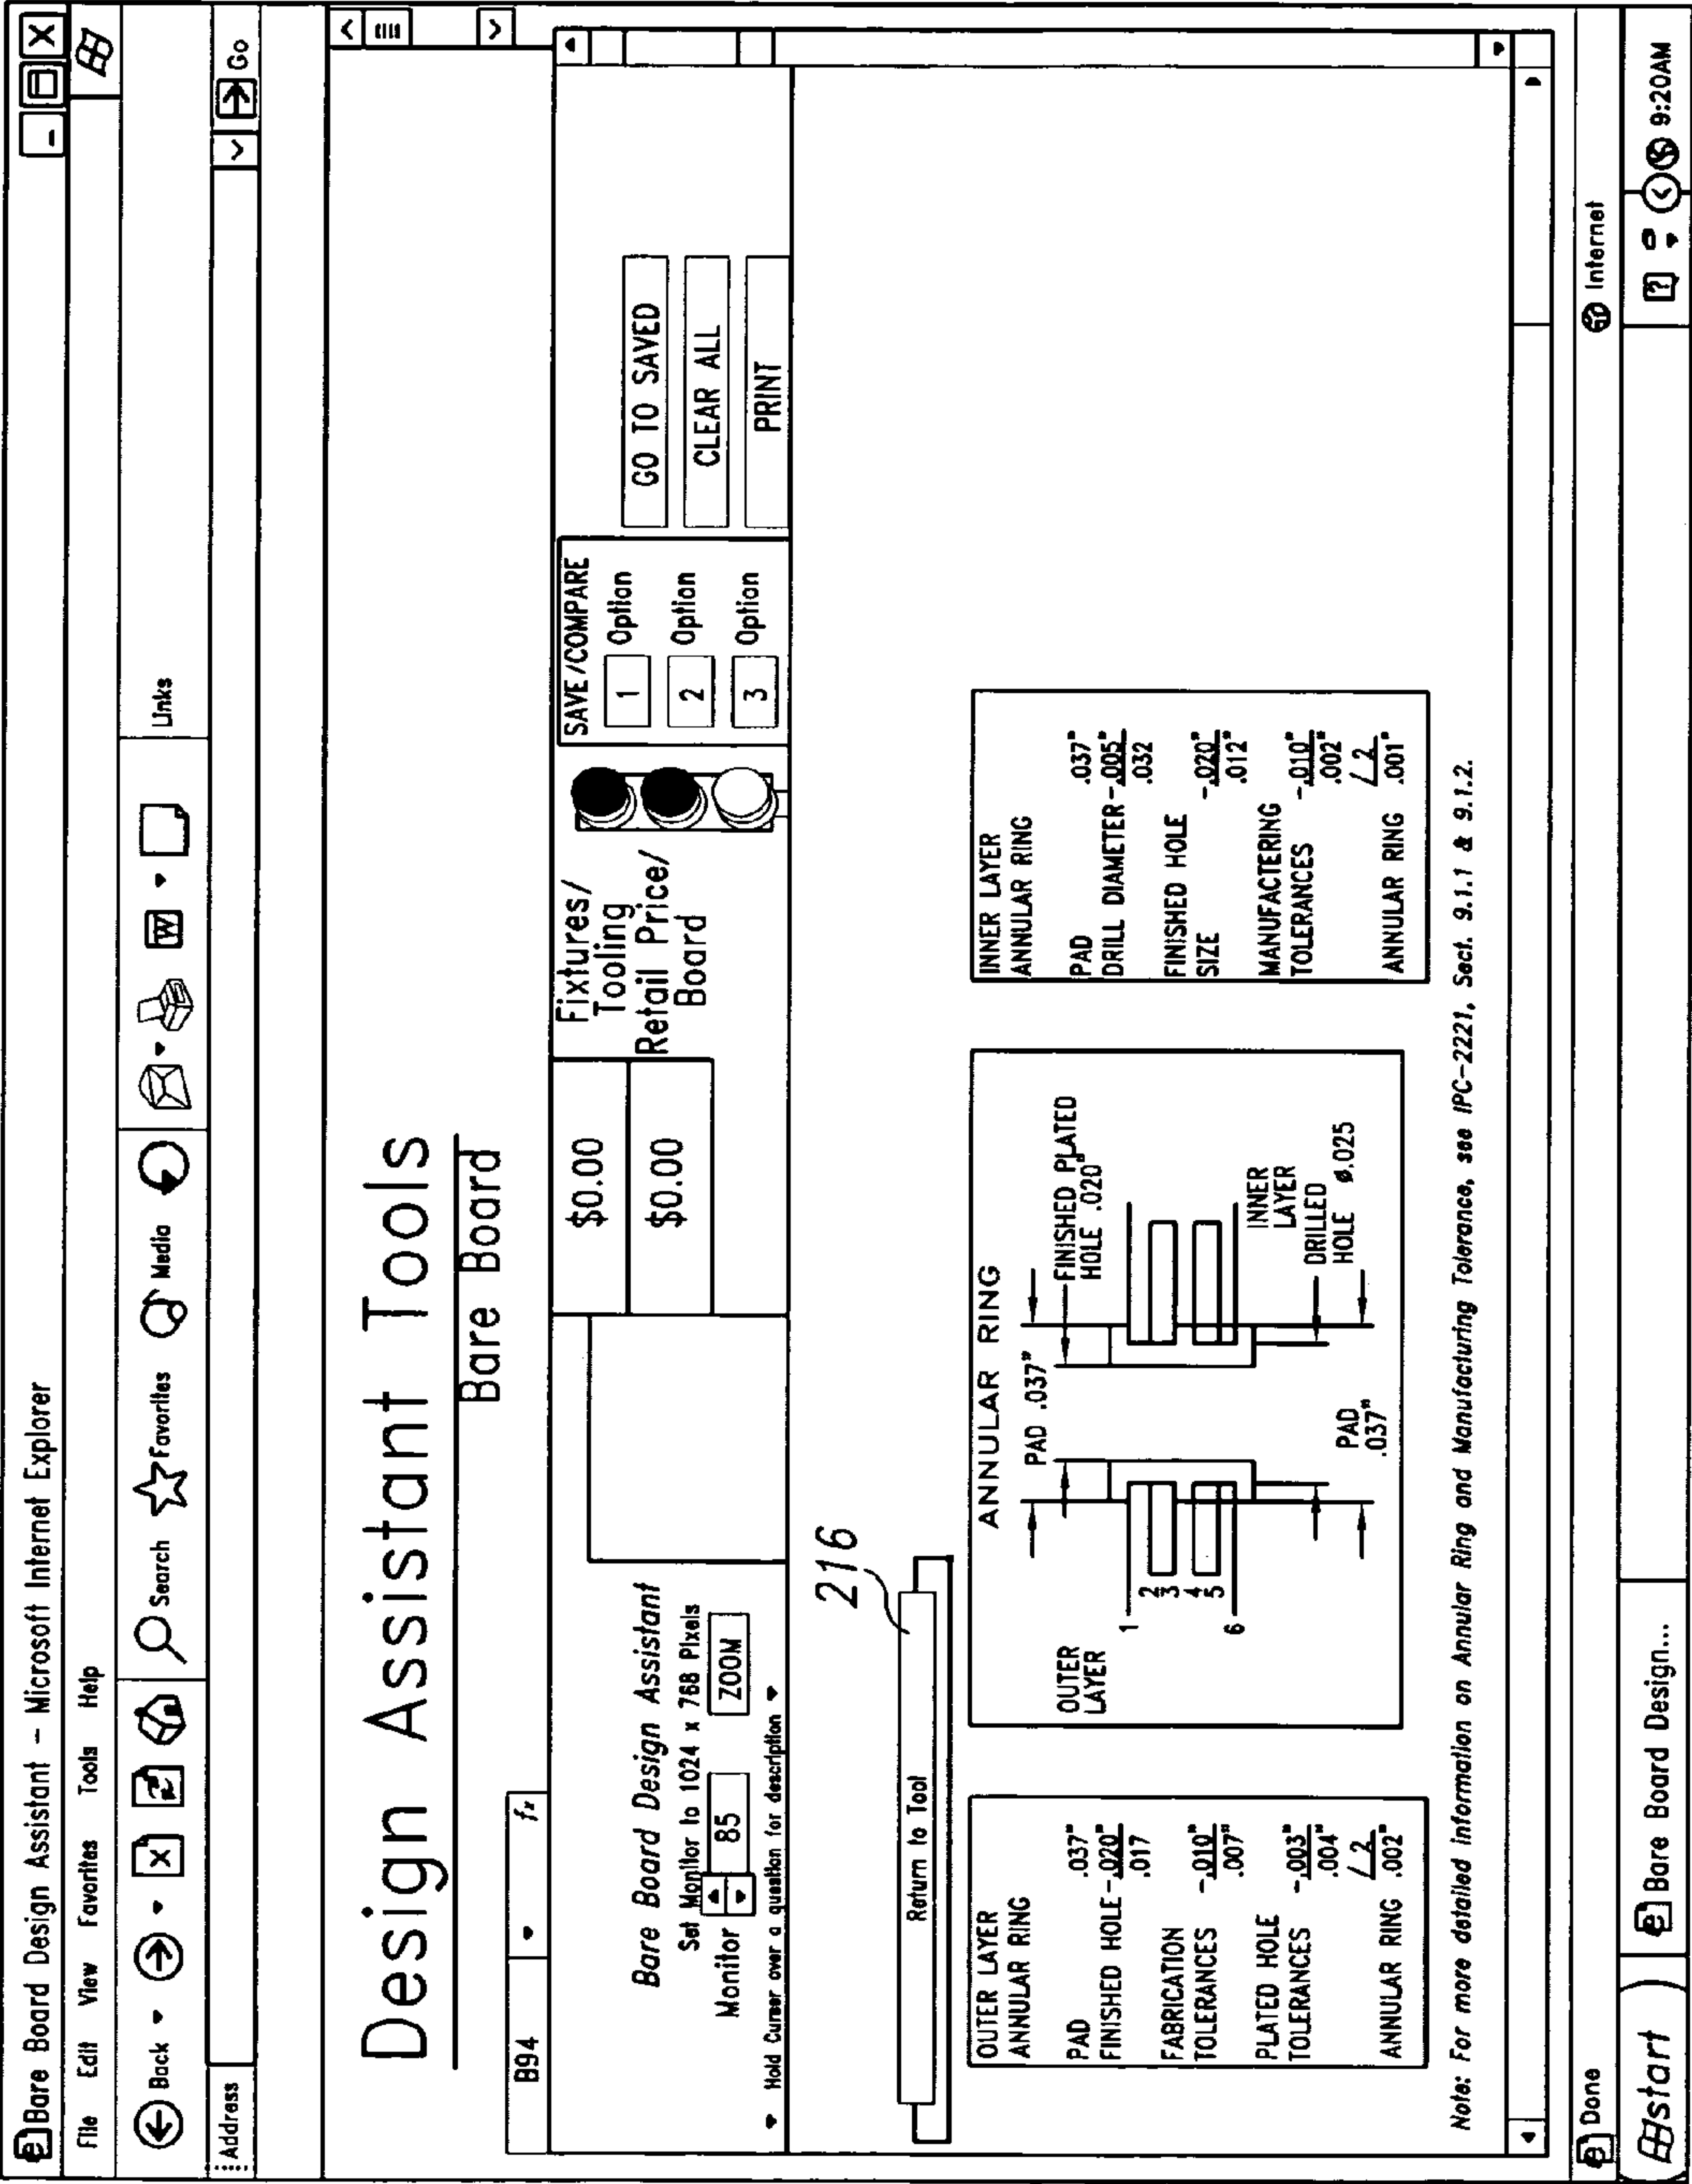 Bare Board Design Assistant - Microsoft Internet Explorer
File Edit View Favorites Tools Help
Back Search Favorites Media W Links
Address Go
Design Assistant Tools
Bare Board
B94 fx
Bare Board Design Assistant
Set Monitor to 1024 x 768 Pixels
Monitor 85 ZOOM
Hold Curser over a question for description
$0.00
$0.00
Fixtures/
Tooling
Retail Price/
Board
SAVE/COMPARE
1 Option
2 Option
3 Option
GO TO SAVED
CLEAR ALL
PRINT
216
Return to Tool
OUTER LAYER
ANNULAR RING
PAD .037"
FINISHED HOLE -.020"
.017
FABRICATION
TOLERANCES -.010"
.007"
PLATED HOLE
TOLERANCES -.003"
.004"
/ 2
ANNULAR RING .002"
ANNULAR RING
PAD .037"
FINISHED PLATED
HOLE .020"
OUTER
LAYER
1
2
3
4
5
6
INNER
LAYER
DRILLED
HOLE ø.025
PAD
.037"
INNER LAYER
ANNULAR RING
PAD .037"
DRILL DIAMETER -.005"
.032
FINISHED HOLE
SIZE -.020"
.012"
MANUFACTERING
TOLERANCES -.010"
.002"
/ 2
ANNULAR RING .001"
Note: For more detailed information on Annular Ring and Manufacturing Tolerance, see IPC-2221, Sect. 9.1.1 & 9.1.2.
Done Internet
start Bare Board Design... 9:20AM